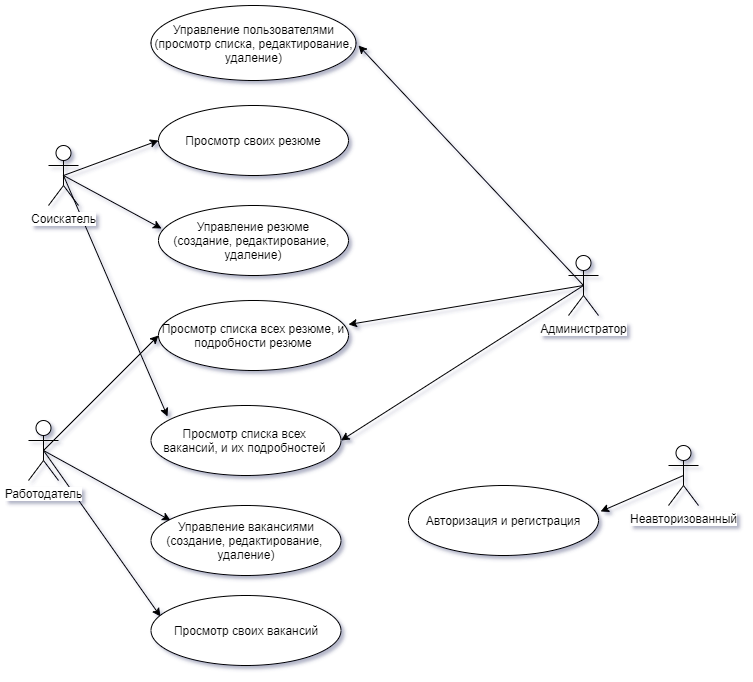 Управление пользователями
(просмотр списка, редактирование,
удаление)
Просмотр своих резюме
Соискатель
Управление резюме
(создание, редактирование,
удаление)
Просмотр списка всех резюме, и
подробности резюме
Администратор
Просмотр списка всех
вакансий, и их подробностей
Работодатель
Управление вакансиями
(создание, редактирование,
удаление)
Авторизация и регистрация
Неавторизованный
Просмотр своих вакансий